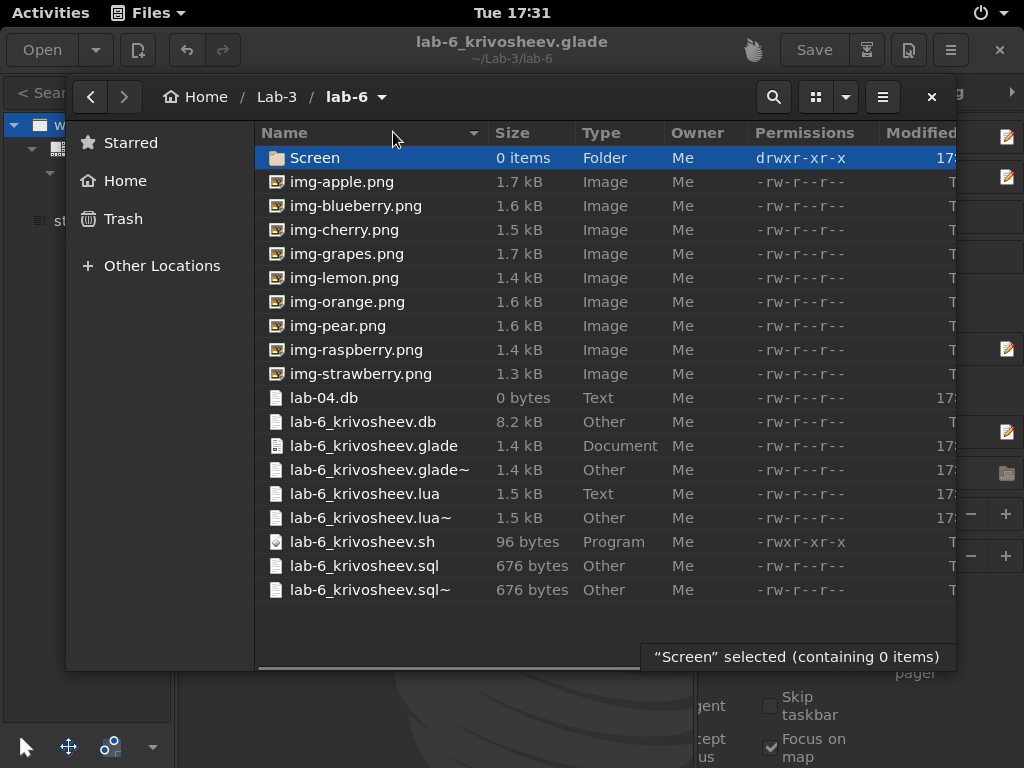 Activities Files Tue 17:31
Open lab-6_krivosheev.glade Save
~/Lab-3/lab-6
Home / Lab-3 / lab-6
< Sear
g
w
st
Starred
Home
Trash
Other Locations
Name Size Type Owner Permissions Modified
Screen 0 items Folder Me drwxr-xr-x 17:
img-apple.png 1.7 kB Image Me -rw-r--r-- T
img-blueberry.png 1.6 kB Image Me -rw-r--r-- T
img-cherry.png 1.5 kB Image Me -rw-r--r-- T
img-grapes.png 1.7 kB Image Me -rw-r--r-- T
img-lemon.png 1.4 kB Image Me -rw-r--r-- T
img-orange.png 1.6 kB Image Me -rw-r--r-- T
img-pear.png 1.6 kB Image Me -rw-r--r-- T
img-raspberry.png 1.4 kB Image Me -rw-r--r-- T
img-strawberry.png 1.3 kB Image Me -rw-r--r-- T
lab-04.db 0 bytes Text Me -rw-r--r-- 17:
lab-6_krivosheev.db 8.2 kB Other Me -rw-r--r-- T
lab-6_krivosheev.glade 1.4 kB Document Me -rw-r--r-- 17:
lab-6_krivosheev.glade~ 1.4 kB Other Me -rw-r--r-- 17:
lab-6_krivosheev.lua 1.5 kB Text Me -rw-r--r-- 17:
lab-6_krivosheev.lua~ 1.5 kB Other Me -rw-r--r-- 17:
lab-6_krivosheev.sh 96 bytes Program Me -rwxr-xr-x T
lab-6_krivosheev.sql 676 bytes Other Me -rw-r--r-- T
lab-6_krivosheev.sql~ 676 bytes Other Me -rw-r--r-- T
“Screen” selected (containing 0 items)
pager
gent Skip
taskbar
cept Focus on
us map